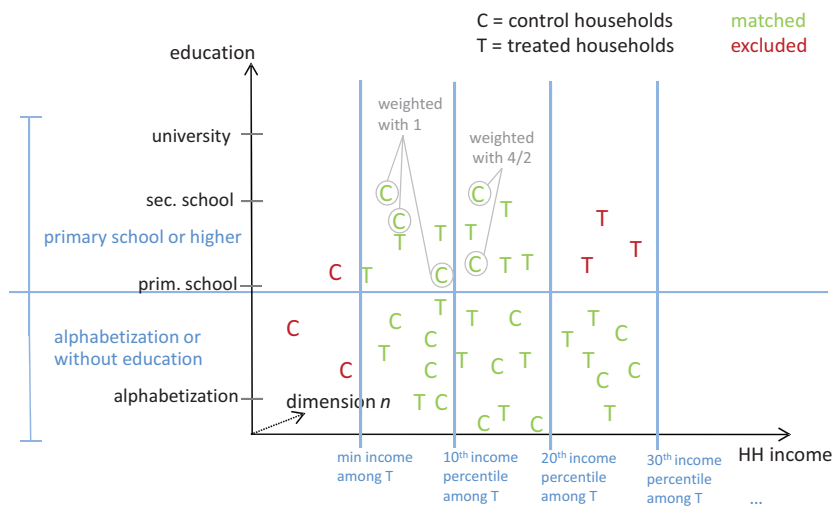 C = control households
matched
T = treated households
excluded
education
weighted
with 1
university
weighted
with 4/2
sec. school
C
C
C
T
T
C
primary school or higher
T
T
T
T
C
C
T
T
T
C
T
C
prim. school
T
C
C
T
C
T
C
alphabetization or
without education
C
T
C
T
T
C
T
T
C
C
C
C
C
alphabetization
dimension n
T C
T
T
C
C
HH income
min income
among T
10th income
percentile
among T
20th income
percentile
among T
30th income
percentile
among T
...